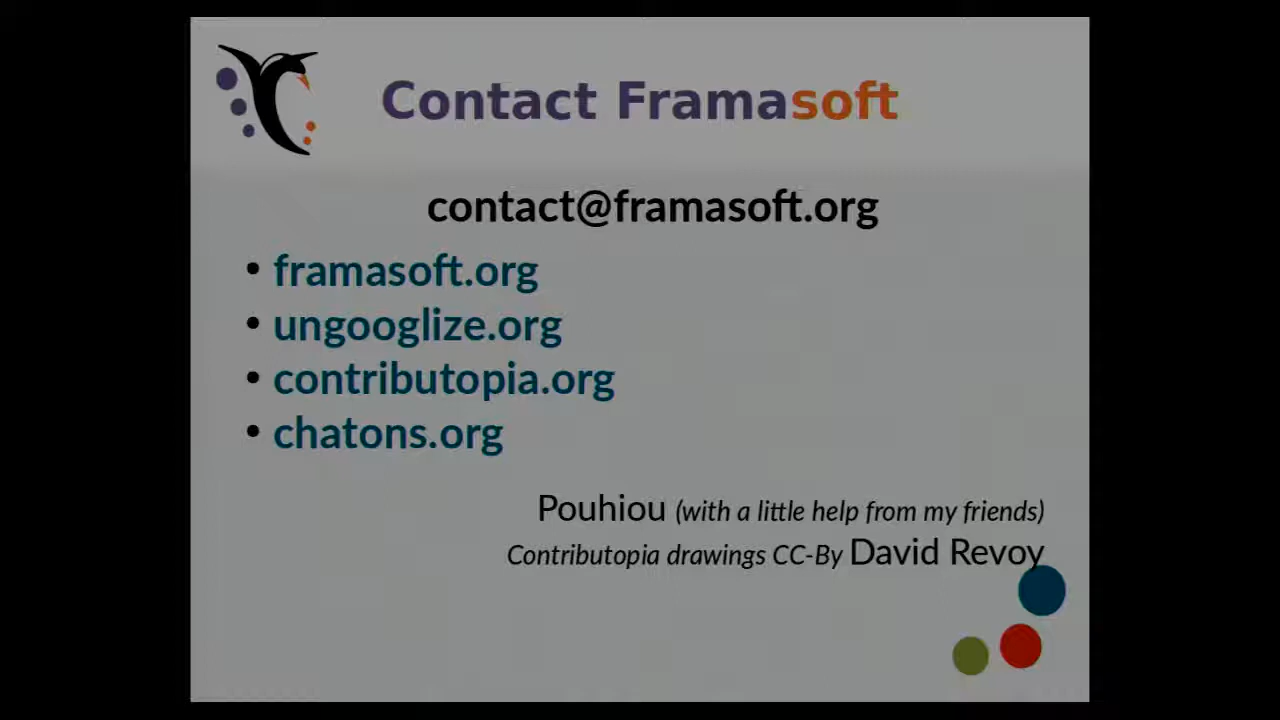 Contact Framasoft
contact@framasoft.org
• framasoft.org
• ungooglize.org
• contributopia.org
• chatons.org
Pouhiou (with a little help from my friends)
Contributopia drawings CC-By David Revoy